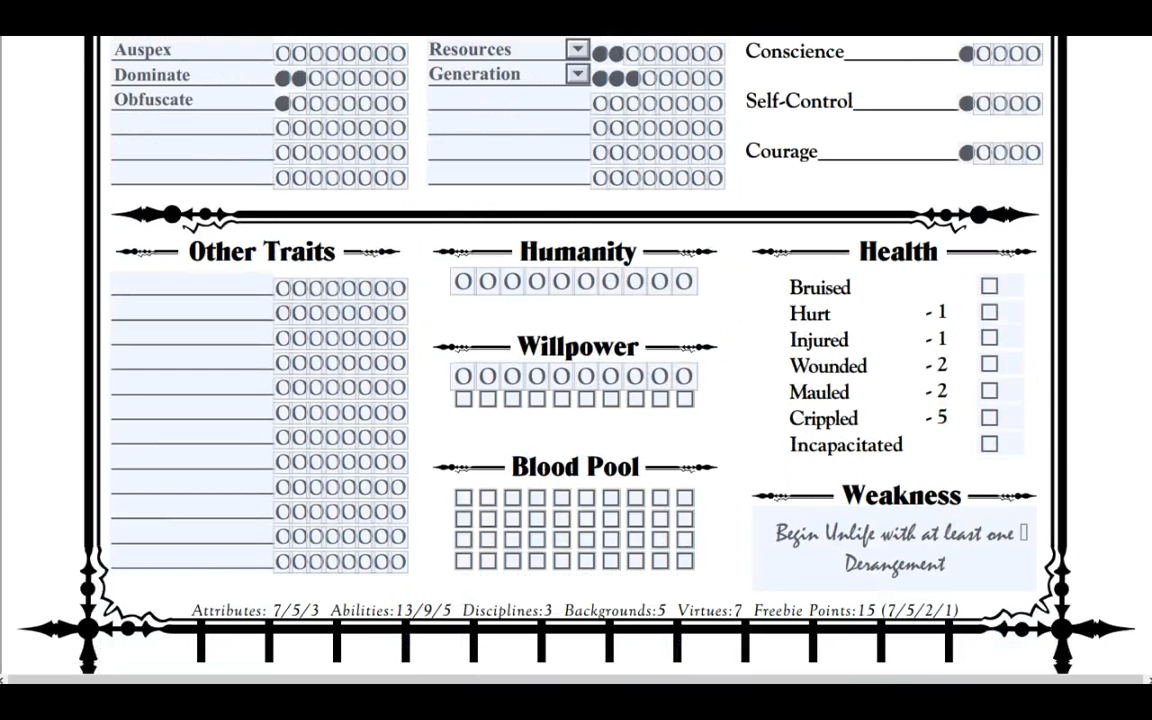 Auspex Resources Conscience
Dominate Generation
Obfuscate Self-Control
Courage
Other Traits Humanity Health
Bruised
Hurt - 1
Willpower Injured - 1
Wounded - 2
Mauled - 2
Crippled - 5
Incapacitated
Blood Pool
Weakness
Begin Unlife with at least one
Derangement
Attributes: 7/5/3 Abilities:13/9/5 Disciplines:3 Backgrounds:5 Virtues:7 Freebie Points:15 (7/5/2/1)